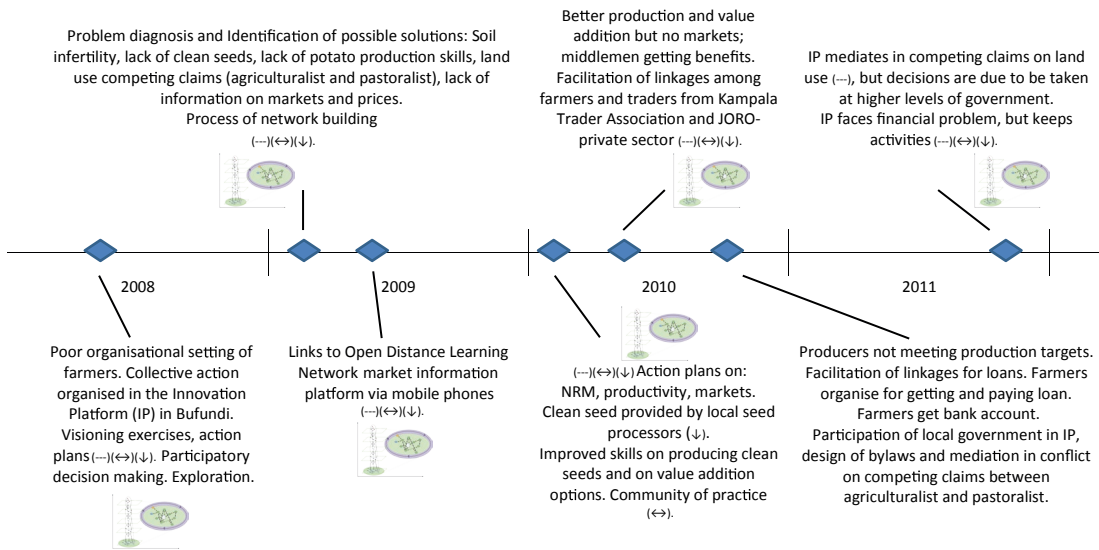 Problem diagnosis and Identification of possible solutions: Soil
infertility, lack of clean seeds, lack of potato production skills, land
use competing claims (agriculturalist and pastoralist), lack of
information on markets and prices.
Process of network building
(---)(↔)(↓).
Better production and value
addition but no markets;
middlemen getting benefits.
Facilitation of linkages among
farmers and traders from Kampala
Trader Association and JORO-
private sector (---)(↔)(↓).
IP mediates in competing claims on land
use (---), but decisions are due to be taken
at higher levels of government.
IP faces financial problem, but keeps
activities (---)(↔)(↓).
2008
2009
2010
2011
Poor organisational setting of
farmers. Collective action
organised in the Innovation
Platform (IP) in Bufundi.
Visioning exercises, action
plans (---)(↔)(↓). Participatory
decision making. Exploration.
Links to Open Distance Learning
Network market information
platform via mobile phones
(---)(↔)(↓).
(---)(↔)(↓) Action plans on:
NRM, productivity, markets.
Clean seed provided by local seed
processors (↓).
Improved skills on producing clean
seeds and on value addition
options. Community of practice
(↔).
Producers not meeting production targets.
Facilitation of linkages for loans. Farmers
organise for getting and paying loan.
Farmers get bank account.
Participation of local government in IP,
design of bylaws and mediation in conflict
on competing claims between
agriculturalist and pastoralist.